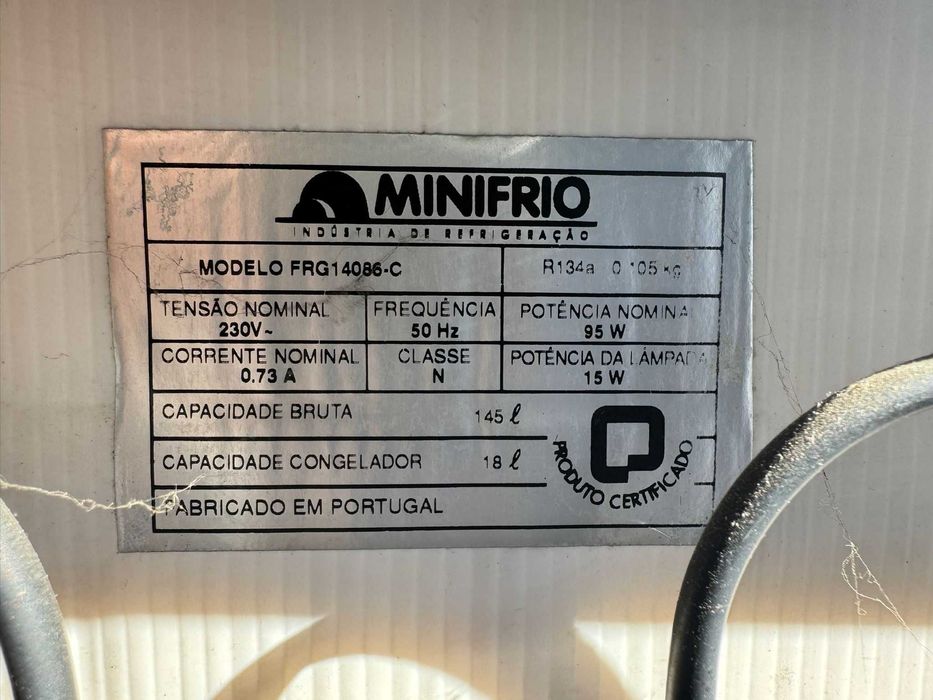 MINIFRIO
INDÚSTRIA DE REFRIGERAÇÃO
MODELO FRG14086-C
R134a 0.105 kg
TENSÃO NOMINAL
230V~
FREQUÊNCIA
50 Hz
POTÊNCIA NOMINA
95 W
CORRENTE NOMINAL
0.73 A
CLASSE
N
POTÊNCIA DA LÂMPADA
15 W
CAPACIDADE BRUTA 145 ℓ
CAPACIDADE CONGELADOR 18 ℓ
PRODUTO CERTIFICADO
FABRICADO EM PORTUGAL